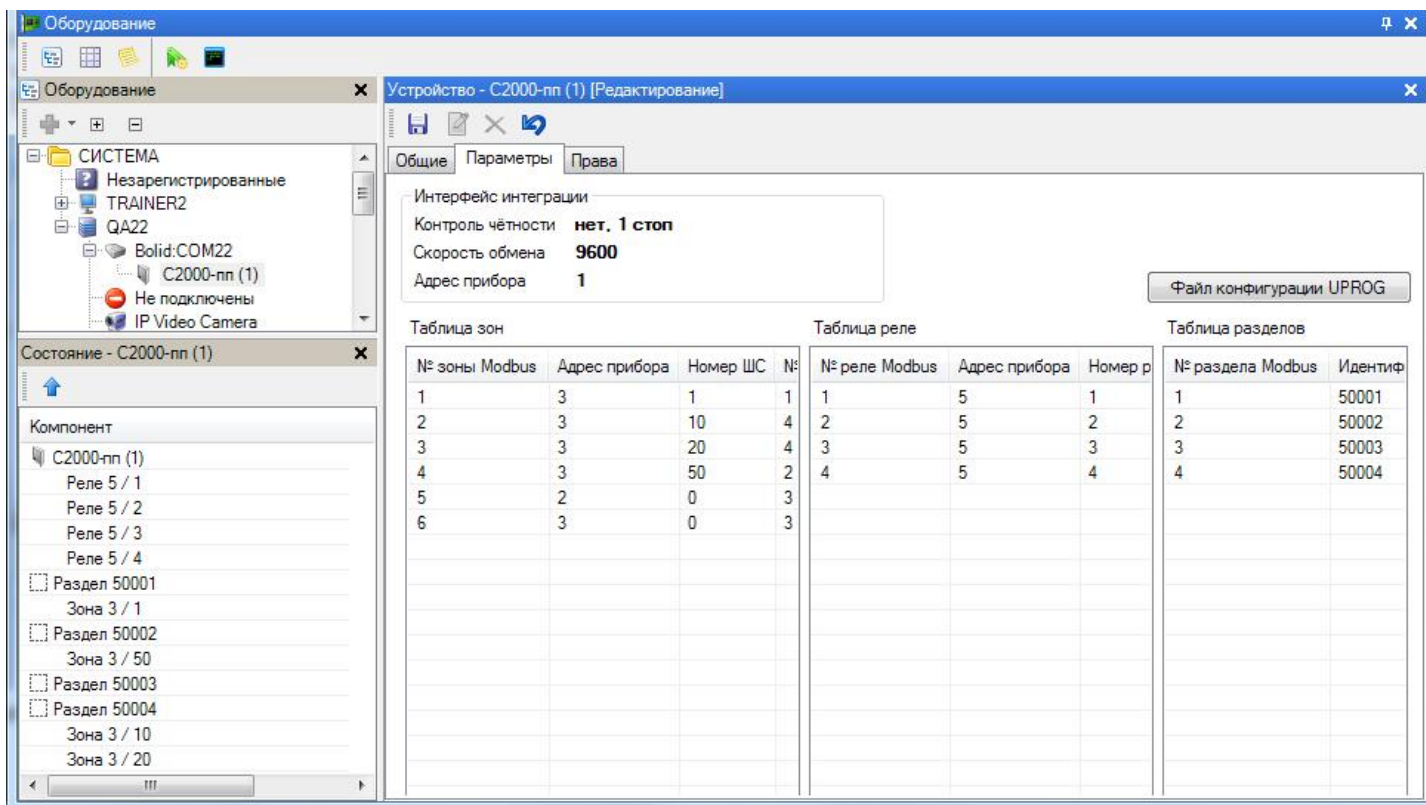 Оборудование
Оборудование
СИСТЕМА
Незарегистрированные
TRAINER2
QA22
Bolid:COM22
С2000-пп (1)
Не подключены
IP Video Camera
Состояние - С2000-пп (1)
Компонент
С2000-пп (1)
Реле 5 / 1
Реле 5 / 2
Реле 5 / 3
Реле 5 / 4
Раздел 50001
Зона 3 / 1
Раздел 50002
Зона 3 / 50
Раздел 50003
Раздел 50004
Зона 3 / 10
Зона 3 / 20
Устройство - С2000-пп (1) [Редактирование]
Общие Параметры Права
Интерфейс интеграции
Контроль чётности нет, 1 стоп
Скорость обмена 9600
Адрес прибора 1
Файл конфигурации UPROG
Таблица зон
№ зоны Modbus Адрес прибора Номер ШС №
1 3 1 1
2 3 10 4
3 3 20 4
4 3 50 2
5 2 0 3
6 3 0 3
Таблица реле
№ реле Modbus Адрес прибора Номер р
1 5 1
2 5 2
3 5 3
4 5 4
Таблица разделов
№ раздела Modbus Идентиф
1 50001
2 50002
3 50003
4 50004